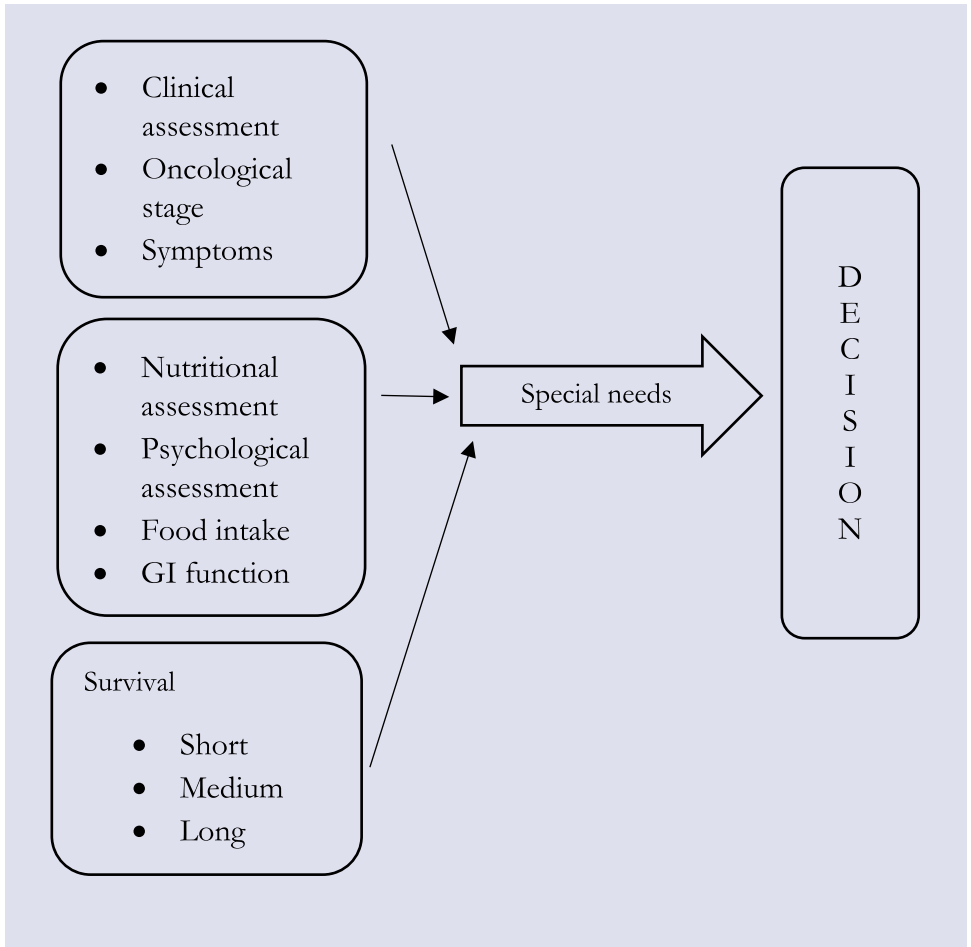 • Clinical
assessment
• Oncological
stage
• Symptoms
• Nutritional
assessment
• Psychological
assessment
• Food intake
• GI function
Survival
• Short
• Medium
• Long
Special needs
D
E
C
I
S
I
O
N